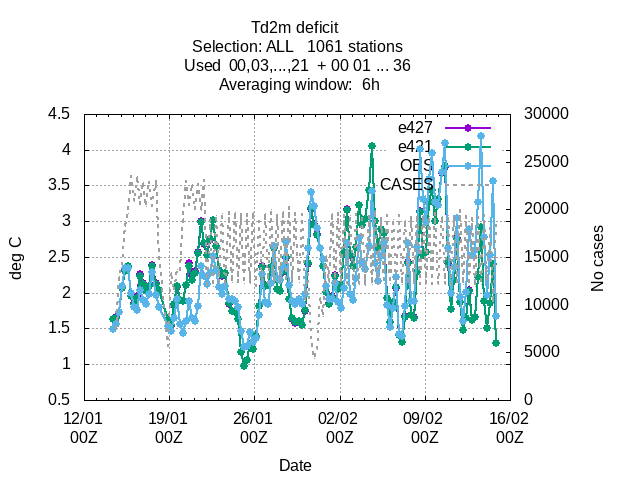 Td2m deficit
Selection: ALL   1061 stations
Used  00,03,...,21  + 00 01 ... 36
Averaging window:  6h
deg C
4.5
4
3.5
3
2.5
2
1.5
1
0.5
30000
25000
20000
15000
10000
5000
0
No cases
e427
e421
OBS
CASES
12/01 19/01 26/01 02/02 09/02 16/02
00Z 00Z 00Z 00Z 00Z 00Z
Date